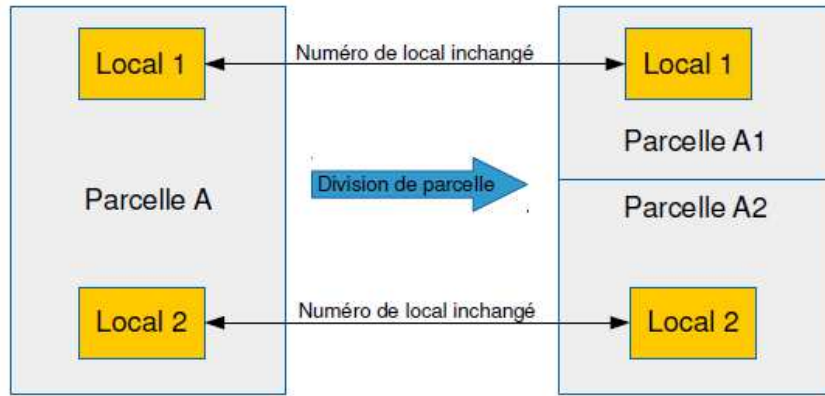 Local 1
Numéro de local inchangé
Local 1
Parcelle A1
Division de parcelle
Parcelle A
Parcelle A2
Local 2
Numéro de local inchangé
Local 2